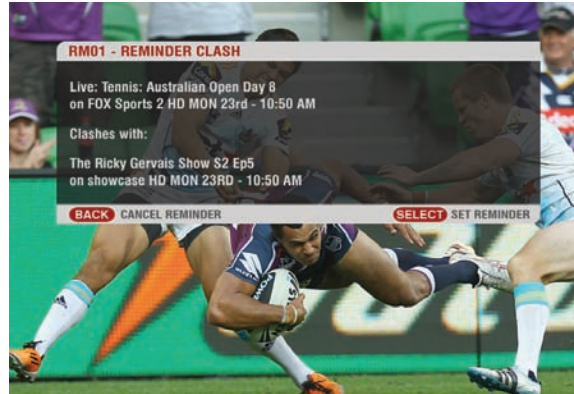 RM01 - REMINDER CLASH
Live: Tennis: Australian Open Day 8
on FOX Sports 2 HD MON 23rd - 10:50 AM
Clashes with:
The Ricky Gervais Show S2 Ep5
on showcase HD MON 23RD - 10:50 AM
BACK CANCEL REMINDER
SELECT SET REMINDER